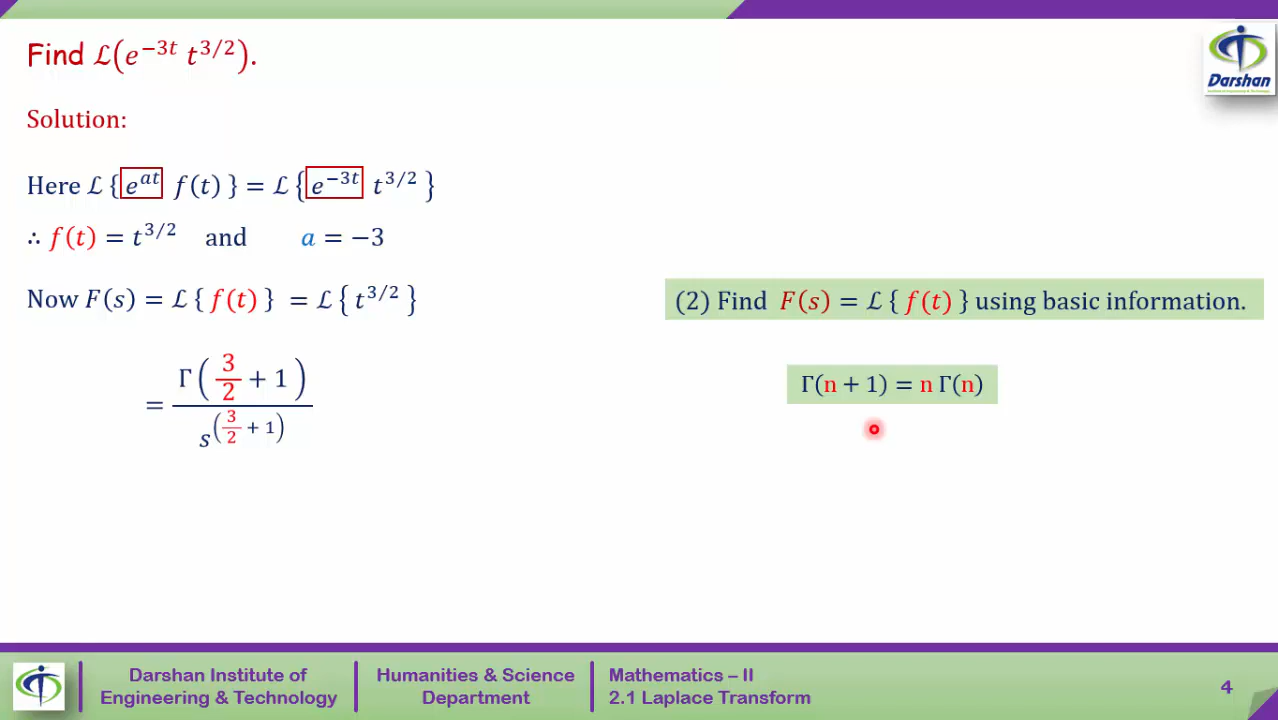 Find ℒ(e^{−3t} t^{3/2}).
Darshan
Solution:
Here ℒ { e^{at} f(t) } = ℒ { e^{−3t} t^{3/2} }
∴ f(t) = t^{3/2} and a = −3
Now F(s) = ℒ { f(t) } = ℒ { t^{3/2} }
(2) Find F(s) = ℒ { f(t) } using basic information.
= Γ(3/2 + 1) / s^{(3/2 + 1)}
Γ(n + 1) = n Γ(n)
Darshan Institute of
Engineering & Technology
Humanities & Science
Department
Mathematics – II
2.1 Laplace Transform
4